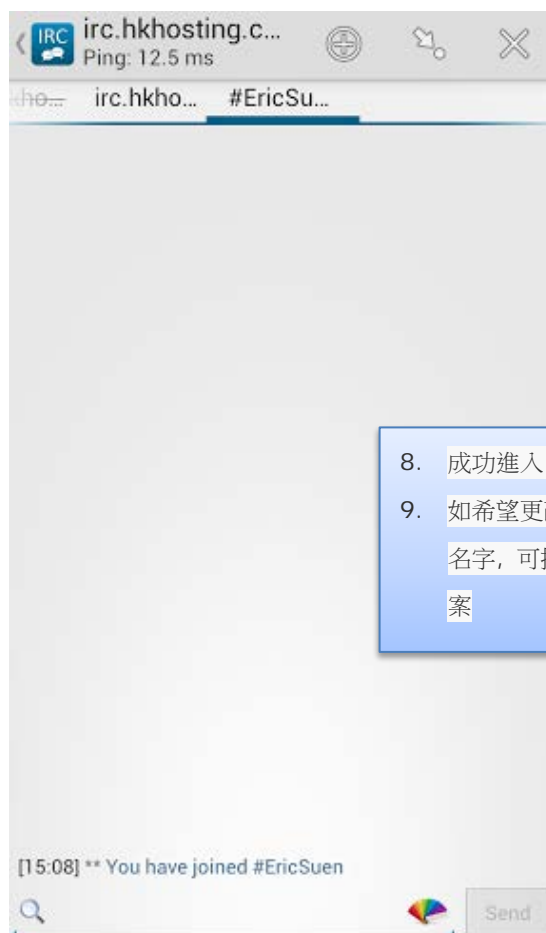 IRC irc.hkhosting.c...
Ping: 12.5 ms
irc.hkho... #EricSu...
8. 成功進入
9. 如希望更
名字，可
案
[15:08] ** You have joined #EricSuen
Send